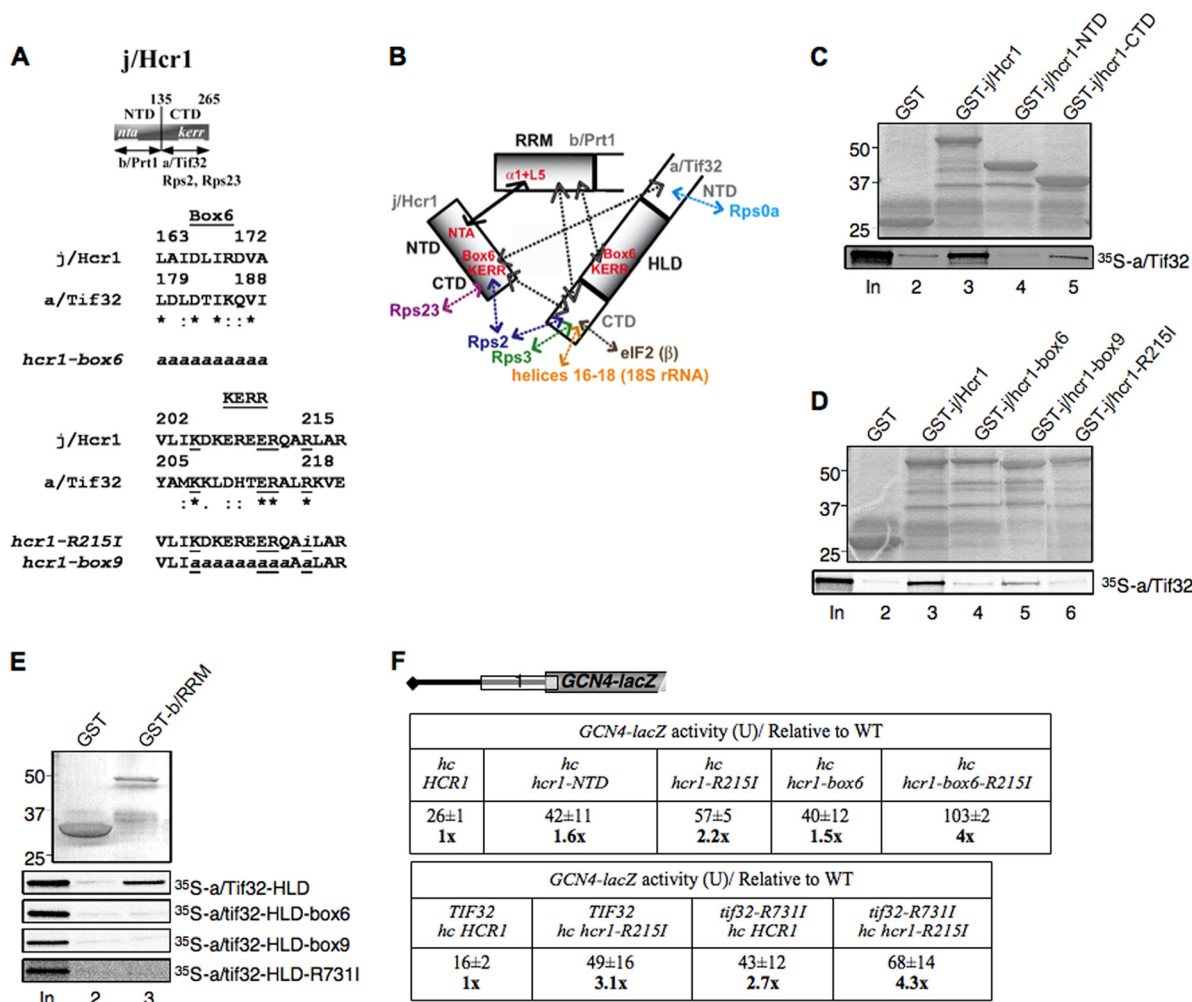 A
j/Hcr1
135 265
NTD CTD
nta kerr
b/Prt1 a/Tif32
Rps2, Rps23
Box6
163 172
j/Hcr1 LAIDLIRDVA
179 188
a/Tif32 LDLDTIKQVI
* :* *:: *
hcr1-box6 aaaaaaaaaa
KERR
202 215
j/Hcr1 VLIKDKEREERQARLAR
205 218
a/Tif32 YAMKKLDHTERALRKVE
:*. :: ** *
hcr1-R215I VLIKDKEREERQAiLAR
hcr1-box9 VLIaaaaaaaaaAaLAR
B
RRM
b/Prt1
α1+L5
a/Tif32
NTD
Rps0a
j/Hcr1
NTD
NTA
Box6
KERR
CTD
Box6
KERR
HLD
Rps23
CTD
Rps2
Rps3
eIF2 (β)
helices 16-18 (18S rRNA)
C
GST
GST-j/Hcr1
GST-j/hcr1-NTD
GST-j/hcr1-CTD
50
37
25
35S-a/Tif32
In 2 3 4 5
D
GST
GST-j/Hcr1
GST-j/hcr1-box6
GST-j/hcr1-box9
GST-j/hcr1-R215I
50
37
25
35S-a/Tif32
In 2 3 4 5 6
E
GST
GST-b/RRM
50
37
25
35S-a/Tif32-HLD
35S-a/tif32-HLD-box6
35S-a/tif32-HLD-box9
35S-a/tif32-HLD-R731I
In 2 3
F
1 GCN4-lacZ
GCN4-lacZ activity (U)/ Relative to WT
hc HCR1 hc hcr1-NTD hc hcr1-R215I hc hcr1-box6 hc hcr1-box6-R215I
26±1 42±11 57±5 40±12 103±2
1x 1.6x 2.2x 1.5x 4x
GCN4-lacZ activity (U)/ Relative to WT
TIF32 hc HCR1 TIF32 hc hcr1-R215I tif32-R731I hc HCR1 tif32-R731I hc hcr1-R215I
16±2 49±16 43±12 68±14
1x 3.1x 2.7x 4.3x